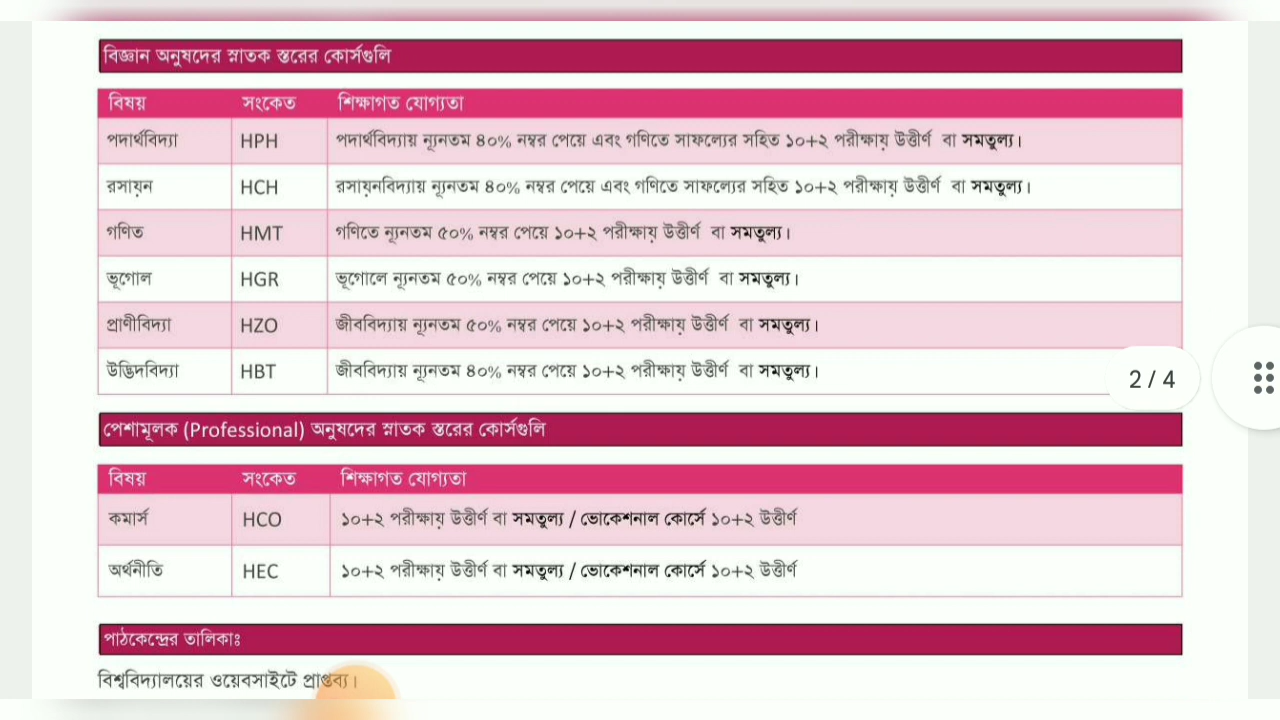 বিজ্ঞান অনুষদের স্নাতক স্তরের কোর্সগুলি
বিষয় সংকেত শিক্ষাগত যোগ্যতা
পদার্থবিদ্যা HPH পদার্থবিদ্যায় ন্যূনতম ৪০% নম্বর পেয়ে এবং গণিতে সাফল্যের সহিত ১০+২ পরীক্ষায় উত্তীর্ণ বা সমতুল্য।
রসায়ন HCH রসায়নবিদ্যায় ন্যূনতম ৪০% নম্বর পেয়ে এবং গণিতে সাফল্যের সহিত ১০+২ পরীক্ষায় উত্তীর্ণ বা সমতুল্য।
গণিত HMT গণিতে ন্যূনতম ৫০% নম্বর পেয়ে ১০+২ পরীক্ষায় উত্তীর্ণ বা সমতুল্য।
ভূগোল HGR ভূগোলে ন্যূনতম ৫০% নম্বর পেয়ে ১০+২ পরীক্ষায় উত্তীর্ণ বা সমতুল্য।
প্রাণীবিদ্যা HZO জীববিদ্যায় ন্যূনতম ৫০% নম্বর পেয়ে ১০+২ পরীক্ষায় উত্তীর্ণ বা সমতুল্য।
উদ্ভিদবিদ্যা HBT জীববিদ্যায় ন্যূনতম ৪০% নম্বর পেয়ে ১০+২ পরীক্ষায় উত্তীর্ণ বা সমতুল্য।
2 / 4
পেশামূলক (Professional) অনুষদের স্নাতক স্তরের কোর্সগুলি
বিষয় সংকেত শিক্ষাগত যোগ্যতা
কমার্স HCO ১০+২ পরীক্ষায় উত্তীর্ণ বা সমতুল্য / ভোকেশনাল কোর্সে ১০+২ উত্তীর্ণ
অর্থনীতি HEC ১০+২ পরীক্ষায় উত্তীর্ণ বা সমতুল্য / ভোকেশনাল কোর্সে ১০+২ উত্তীর্ণ
পাঠকেন্দ্রের তালিকাঃ
বিশ্ববিদ্যালয়ের ওয়েবসাইটে প্রাপ্তব্য।